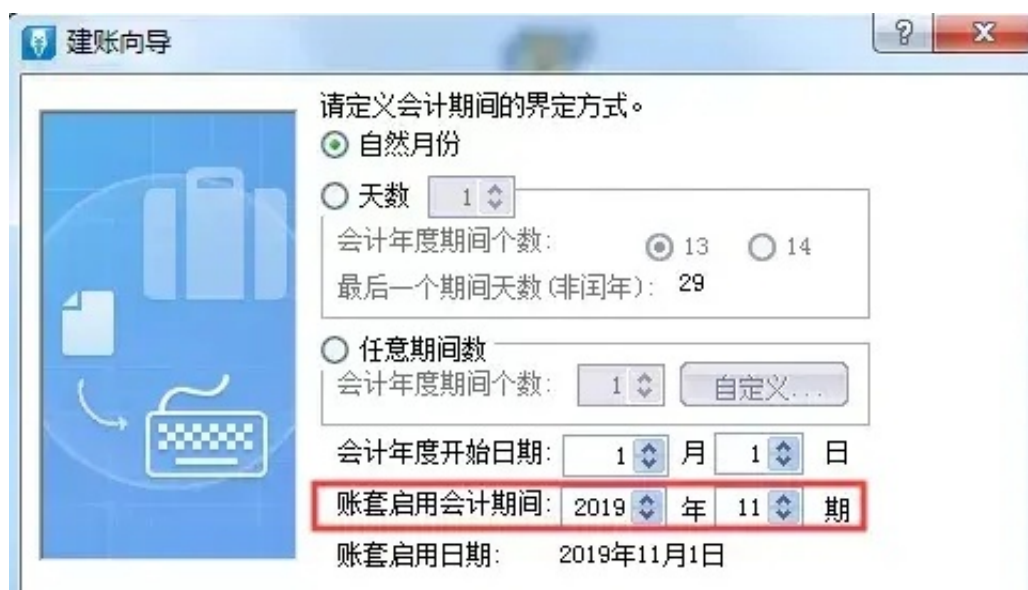 建账向导
请定义会计期间的界定方式。
自然月份
天数 1
会计年度期间个数: 13 14
最后一个期间天数(非闰年): 29
任意期间数
会计年度期间个数: 1 自定义...
会计年度开始日期: 1 月 1 日
账套启用会计期间: 2019 年 11 期
账套启用日期: 2019年11月1日